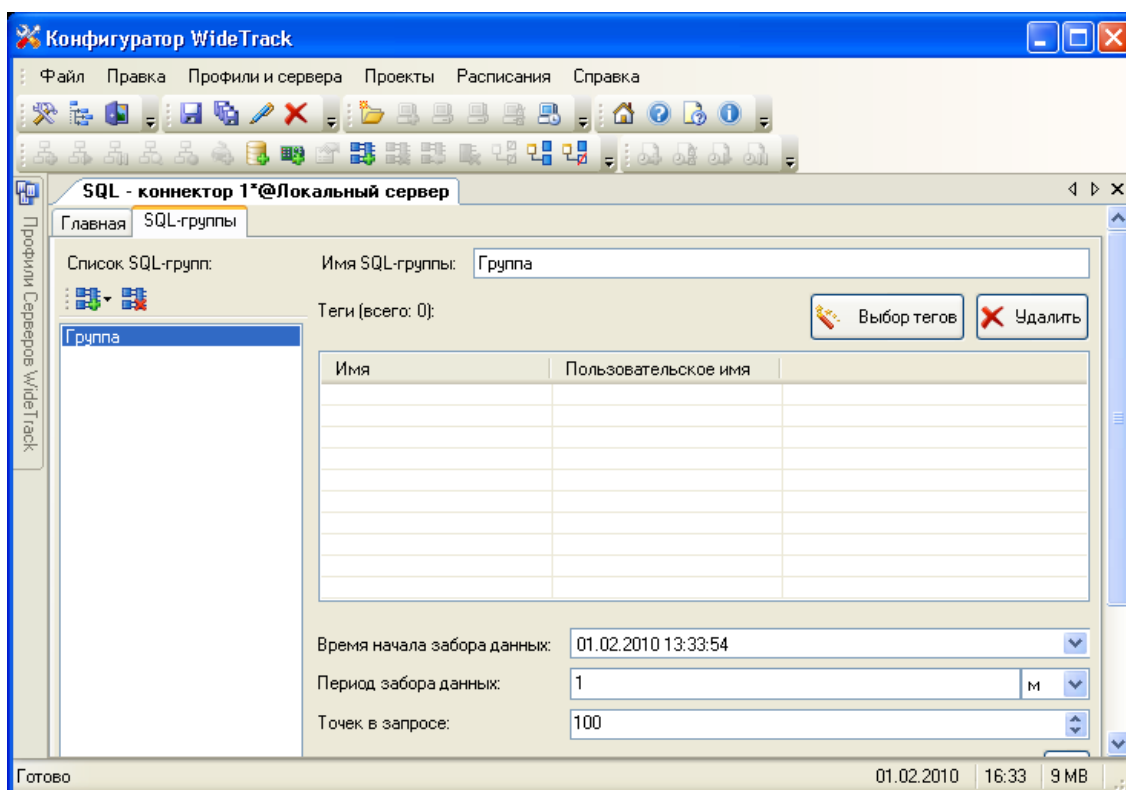 Конфигуратор WideTrack
Файл Правка Профили и сервера Проекты Расписания Справка
SQL - коннектор 1*@Локальный сервер
Профили Серверов WideTrack
Главная SQL-группы
Список SQL-групп:
Группа
Имя SQL-группы: Группа
Теги (всего: 0): Выбор тегов Удалить
Имя Пользовательское имя
Время начала забора данных: 01.02.2010 13:33:54
Период забора данных: 1 м
Точек в запросе: 100
Готово 01.02.2010 16:33 9 MB